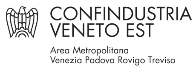 CONFINDUSTRIA
VENETO EST
Area Metropolitana
Venezia Padova Rovigo Treviso